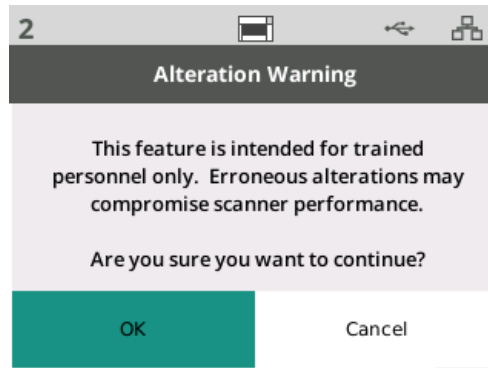 2
Alteration Warning
This feature is intended for trained
personnel only.  Erroneous alterations may
compromise scanner performance.
Are you sure you want to continue?
OK
Cancel